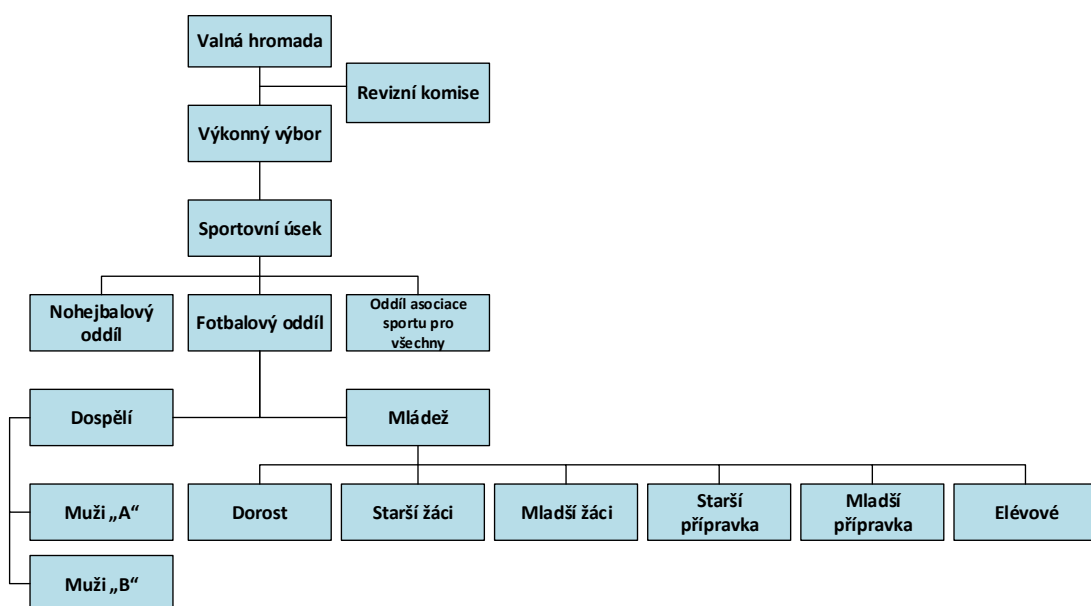 Valná hromada
Revizní komise
Výkonný výbor
Sportovní úsek
Nohejbalový
oddíl
Fotbalový oddíl
Oddíl asociace
sportu pro
všechny
Dospělí
Mládež
Muži „A“
Dorost
Starší žáci
Mladší žáci
Starší
přípravka
Mladší
přípravka
Elévové
Muži „B“